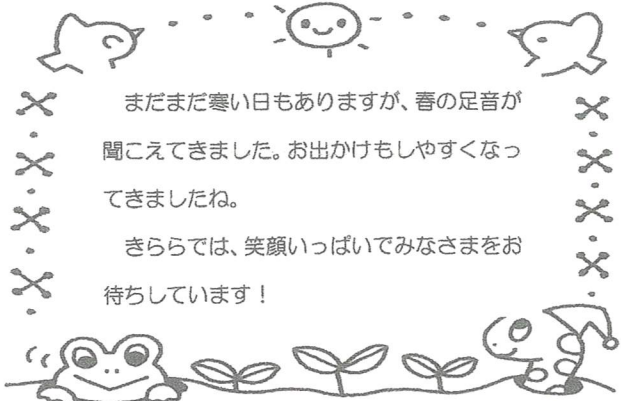 まだまだ寒い日もありますが、春の足音が
聞こえてきました。お出かけもしやすくなっ
てきましたね。
きららでは、笑顔いっぱいでみなさまをお
待ちしています！